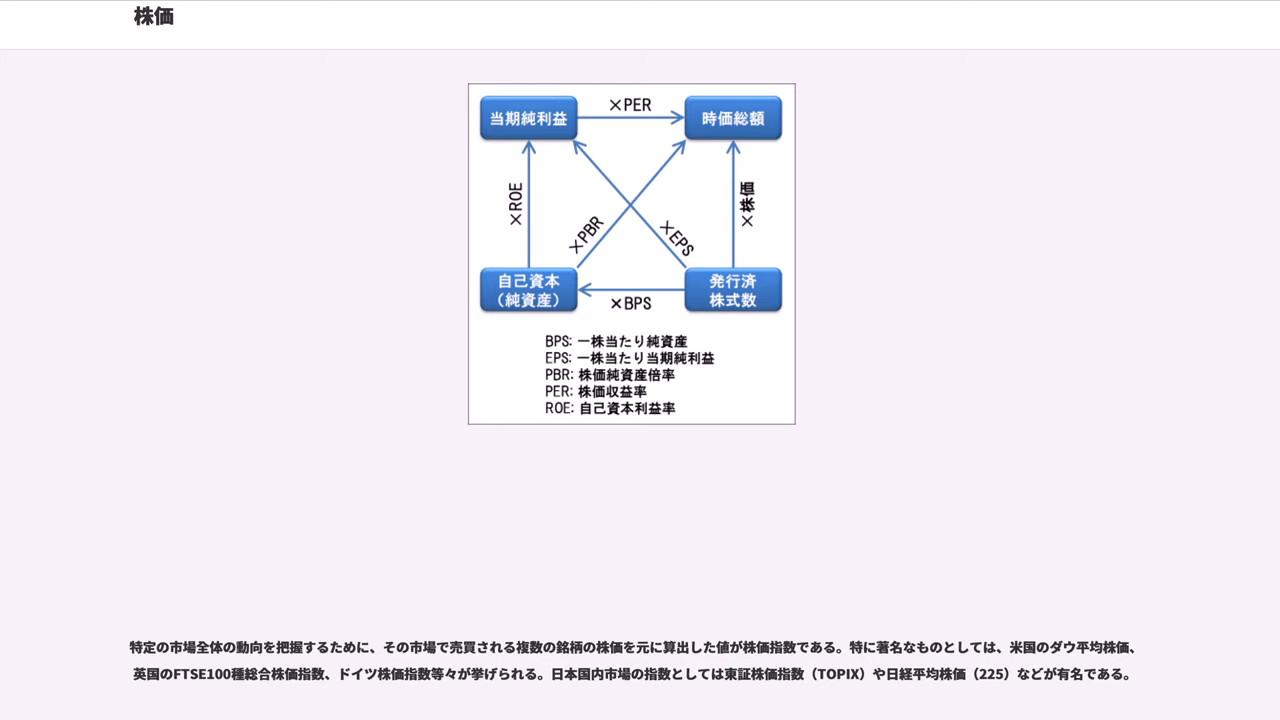 株価
当期純利益
×PER
時価総額
×ROE
×PBR
×EPS
×株価
自己資本
（純資産）
×BPS
発行済
株式数
BPS: 一株当たり純資産
EPS: 一株当たり当期純利益
PBR: 株価純資産倍率
PER: 株価収益率
ROE: 自己資本利益率
特定の市場全体の動向を把握するために、その市場で売買される複数の銘柄の株価を元に算出した値が株価指数である。特に著名なものとしては、米国のダウ平均株価、
英国のFTSE100種総合株価指数、ドイツ株価指数等々が挙げられる。日本国内市場の指数としては東証株価指数（TOPIX）や日経平均株価（225）などが有名である。